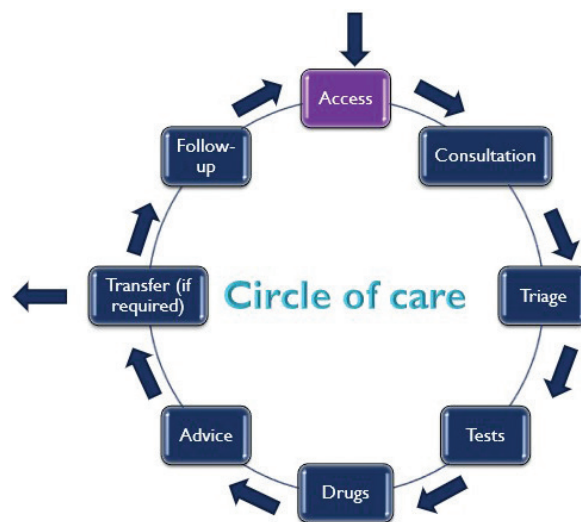 Access
Consultation
Triage
Tests
Drugs
Advice
Transfer (if
required)
Follow-
up
Circle of care